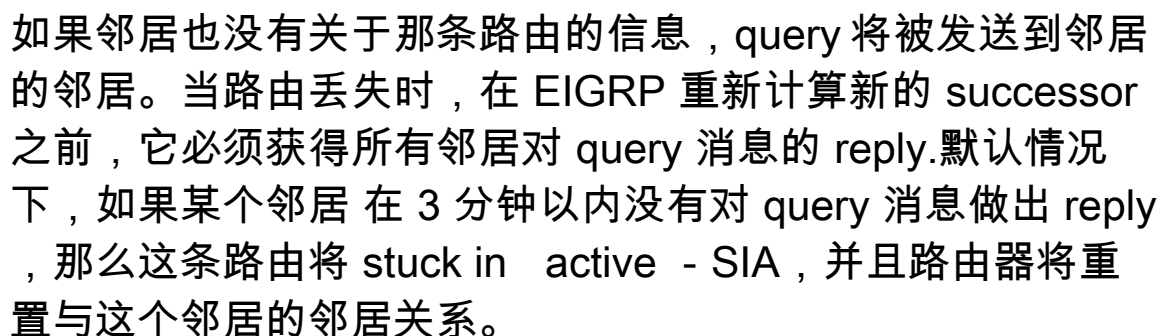 如果邻居也没有关于那条路由的信息，query 将被发送到邻居
的邻居。当路由丢失时，在 EIGRP 重新计算新的 successor
之前，它必须获得所有邻居对 query 消息的 reply.默认情况
下，如果某个邻居 在 3 分钟以内没有对 query 消息做出 reply
，那么这条路由将 stuck in   active  - SIA，并且路由器将重
置与这个邻居的邻居关系。